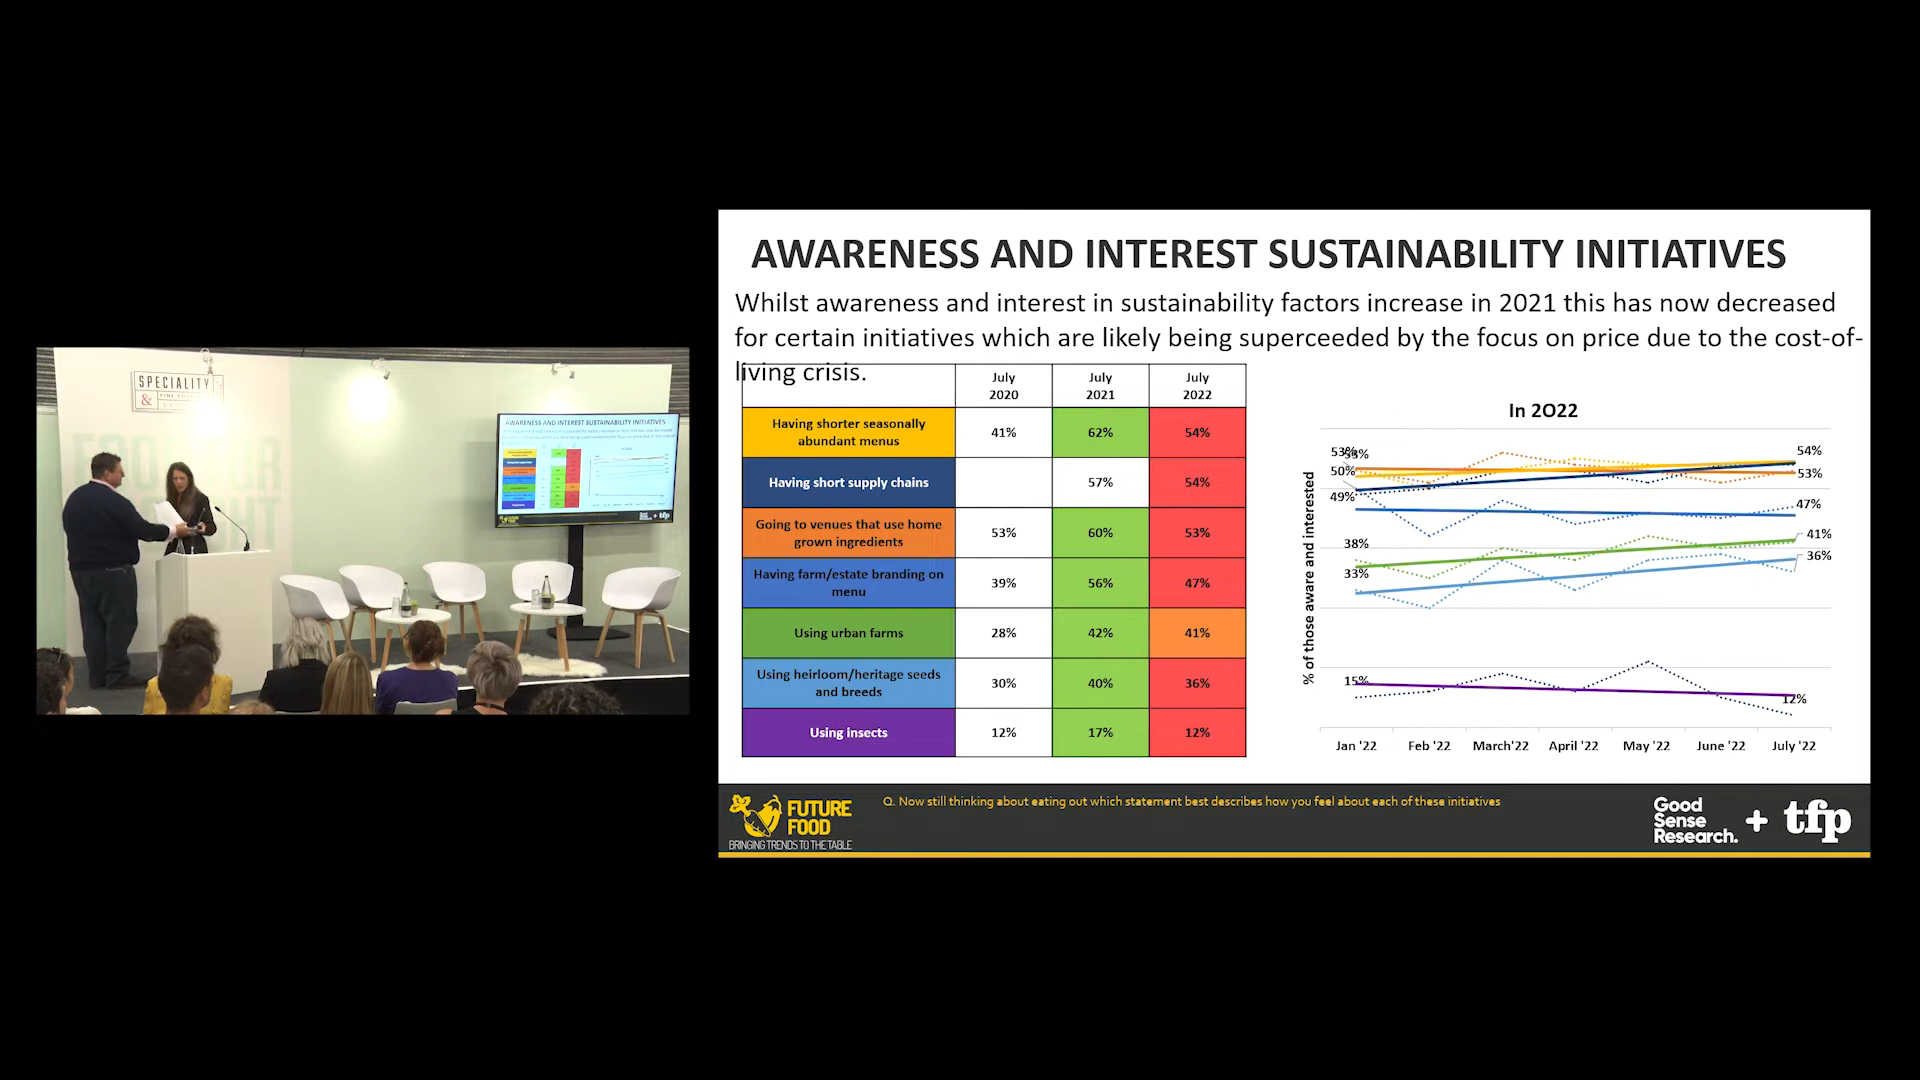 AWARENESS AND INTEREST SUSTAINABILITY INITIATIVES
Whilst awareness and interest in sustainability factors increase in 2021 this has now decreased
for certain initiatives which are likely being superceeded by the focus on price due to the cost-of-
living crisis.
July 2020 July 2021 July 2022
Having shorter seasonally abundant menus 41% 62% 54%
Having short supply chains 57% 54%
Going to venues that use home grown ingredients 53% 60% 53%
Having farm/estate branding on menu 39% 56% 47%
Using urban farms 28% 42% 41%
Using heirloom/heritage seeds and breeds 30% 40% 36%
Using insects 12% 17% 12%
In 2022
% of those aware and interested
53%
50%
49%
38%
33%
15%
54%
53%
47%
41%
36%
12%
Jan '22 Feb '22 March'22 April '22 May '22 June '22 July '22
FUTURE
FOOD
BRINGING TRENDS TO THE TABLE
Q. Now still thinking about eating out which statement best describes how you feel about each of these initiatives
Good
Sense
Research.
+ tfp
SPECIALITY
&
AWARENESS AND INTEREST SUSTAINABILITY INITIATIVES
+ tfp